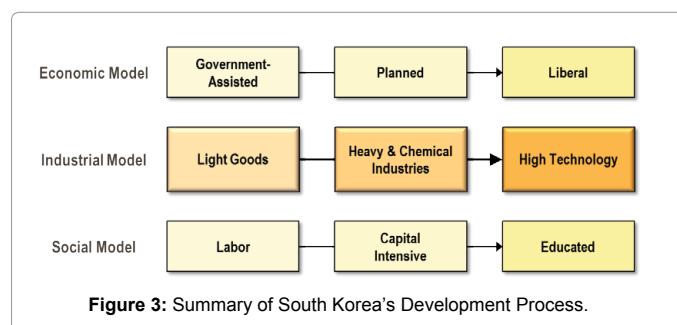 Economic Model
Government-
Assisted
Planned
Liberal
Industrial Model
Light Goods
Heavy & Chemical
Industries
High Technology
Social Model
Labor
Capital
Intensive
Educated
Figure 3: Summary of South Korea’s Development Process.